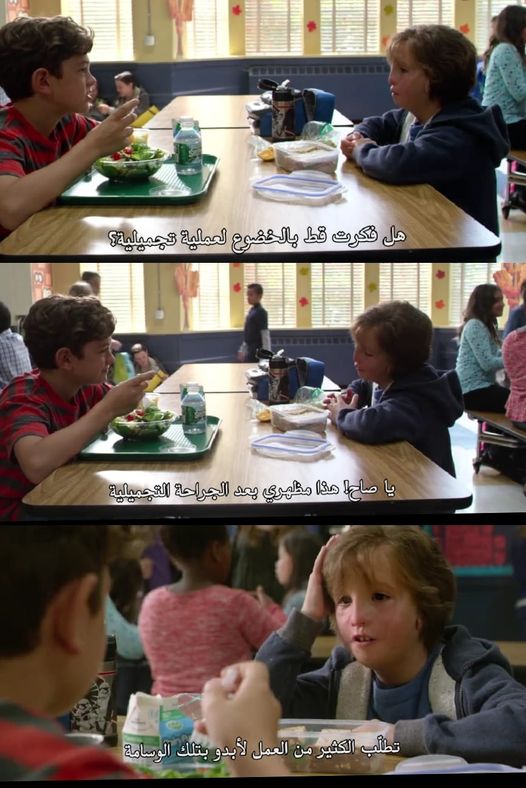 هل فكرت قط بالخضوع لعملية تجميلية؟
يا صاح! هذا مظهري بعد الجراحة التجميلية
تطلّب الكثير من العمل لأبدو بتلك الوسامة